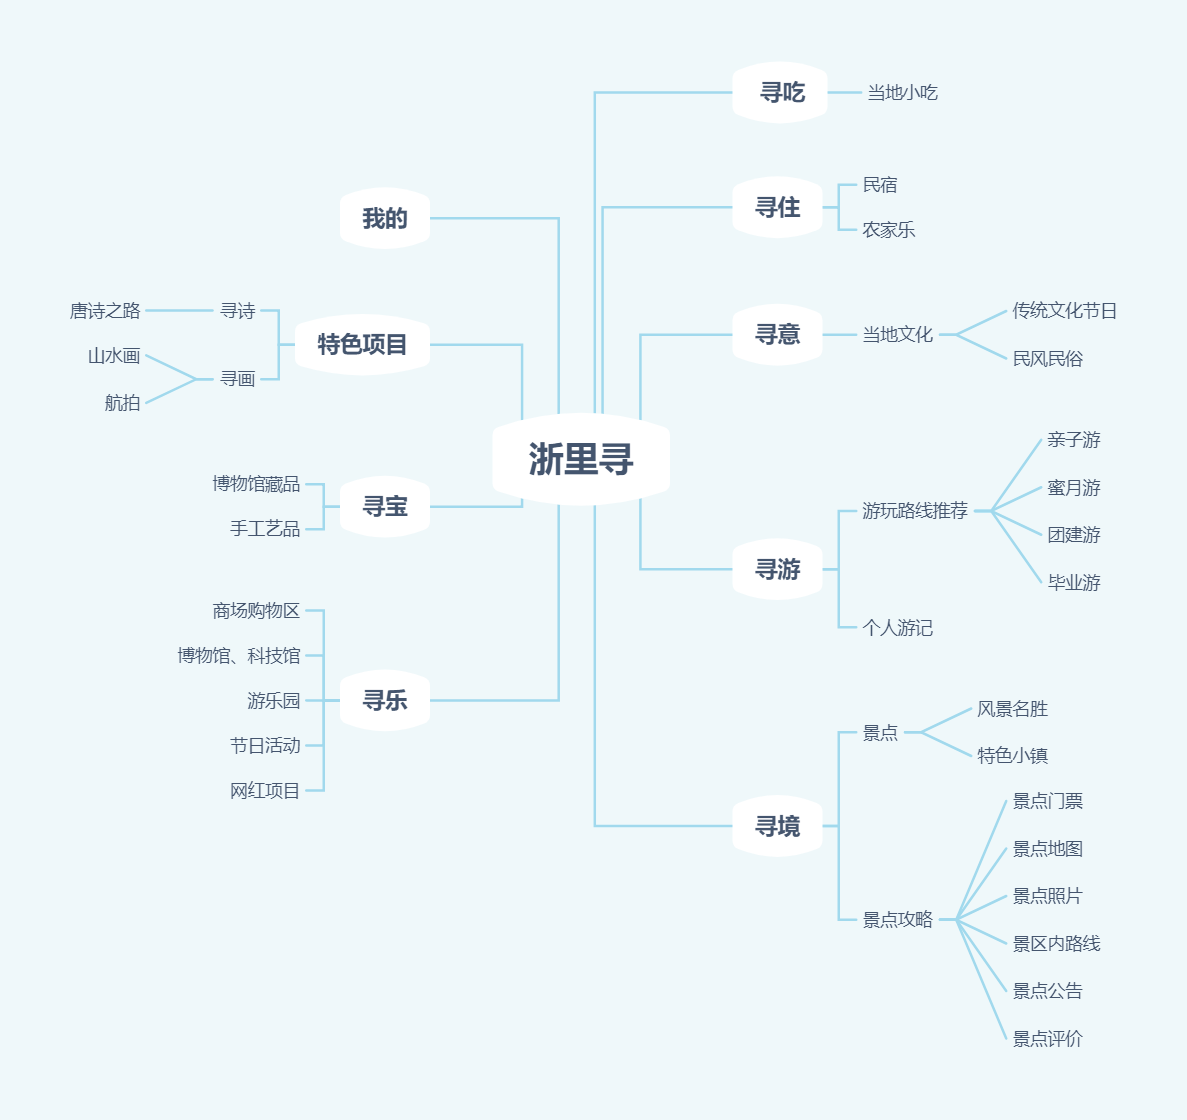 浙里寻
寻吃
当地小吃
寻住
民宿
农家乐
寻意
当地文化
传统文化节日
民风民俗
寻游
游玩路线推荐
亲子游
蜜月游
团建游
毕业游
个人游记
寻境
景点
风景名胜
特色小镇
景点攻略
景点门票
景点地图
景点照片
景区内路线
景点公告
景点评价
我的
特色项目
寻诗
唐诗之路
寻画
山水画
航拍
寻宝
博物馆藏品
手工艺品
寻乐
商场购物区
博物馆、科技馆
游乐园
节日活动
网红项目